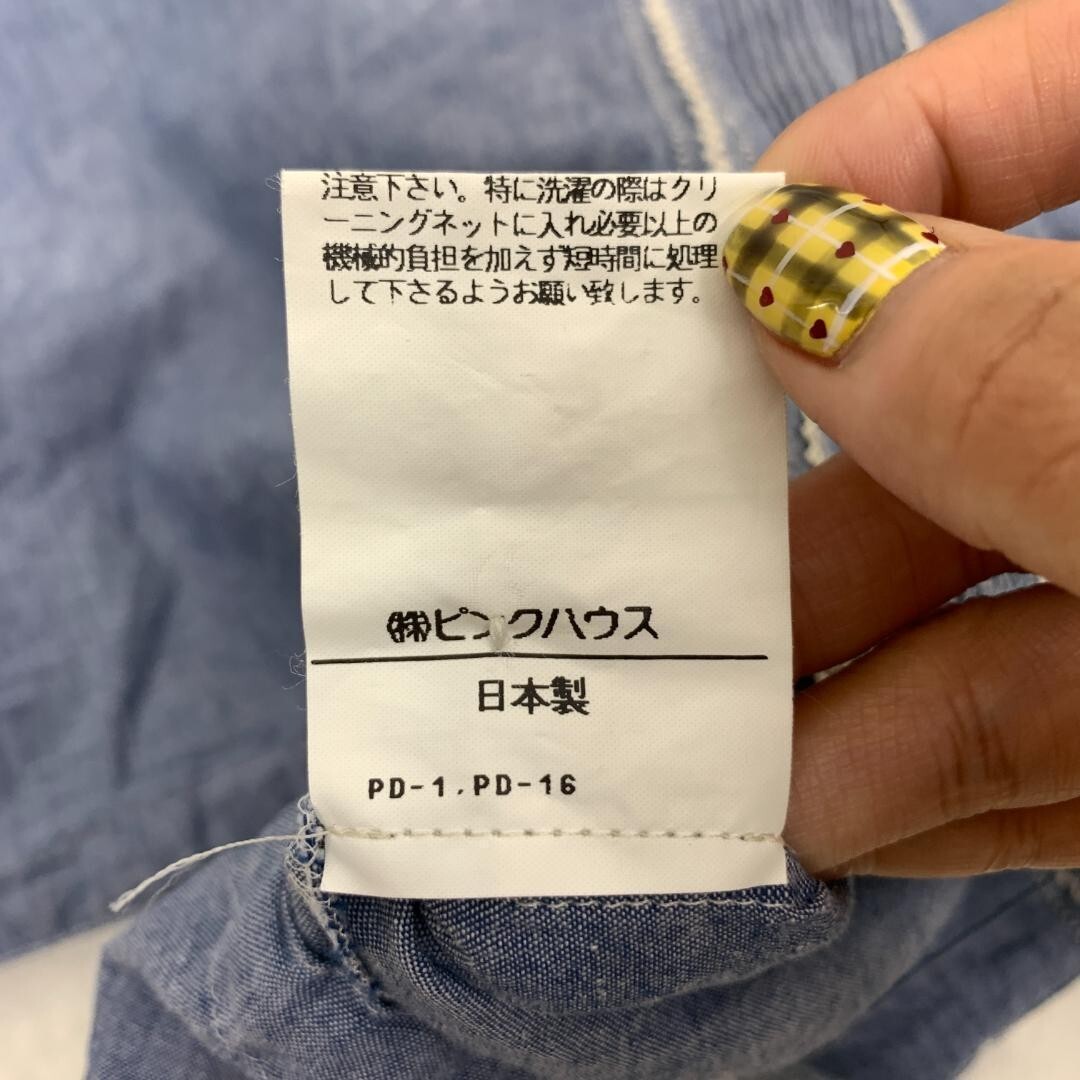 注意下さい。特に洗濯の際はクリ
ーニングネットに入れ必要以上の
機械的負担を加えず短時間に処理
して下さるようお願い致します。
㈱ピンクハウス
日本製
PD-1.PD-16